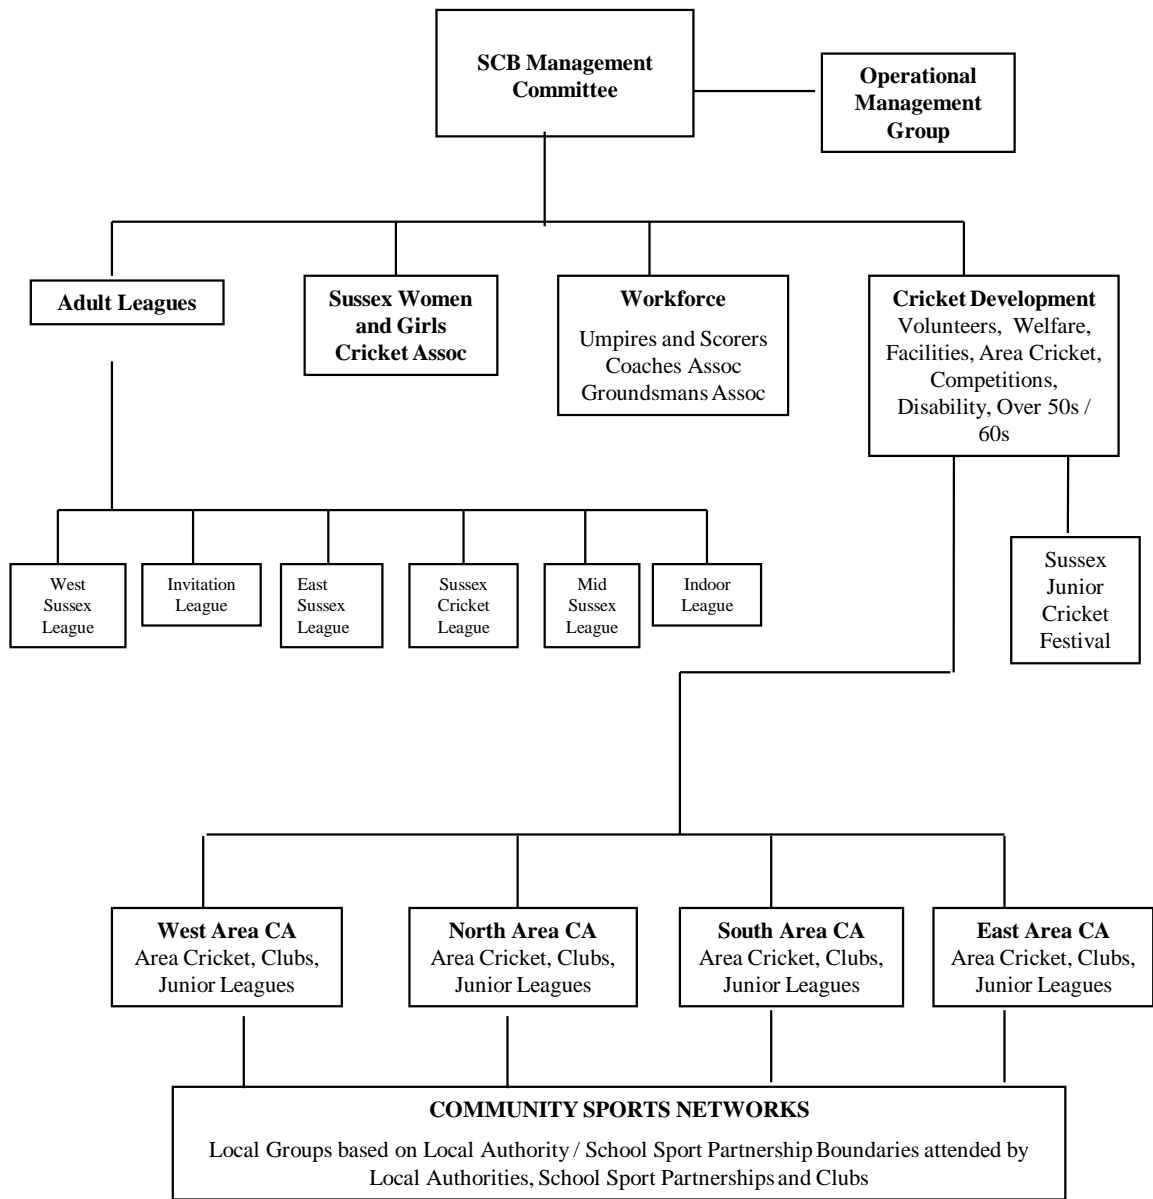 SCB Management
Committee
Operational
Management
Group
Adult Leagues
Sussex Women
and Girls
Cricket Assoc
Workforce
Umpires and Scorers
Coaches Assoc
Groundsmans Assoc
Cricket Development
Volunteers, Welfare,
Facilities, Area Cricket,
Competitions,
Disability, Over 50s /
60s
West
Sussex
League
Invitation
League
East
Sussex
League
Sussex
Cricket
League
Mid
Sussex
League
Indoor
League
Sussex
Junior
Cricket
Festival
West Area CA
Area Cricket, Clubs,
Junior Leagues
North Area CA
Area Cricket, Clubs,
Junior Leagues
South Area CA
Area Cricket, Clubs,
Junior Leagues
East Area CA
Area Cricket, Clubs,
Junior Leagues
COMMUNITY SPORTS NETWORKS
Local Groups based on Local Authority / School Sport Partnership Boundaries attended by
Local Authorities, School Sport Partnerships and Clubs